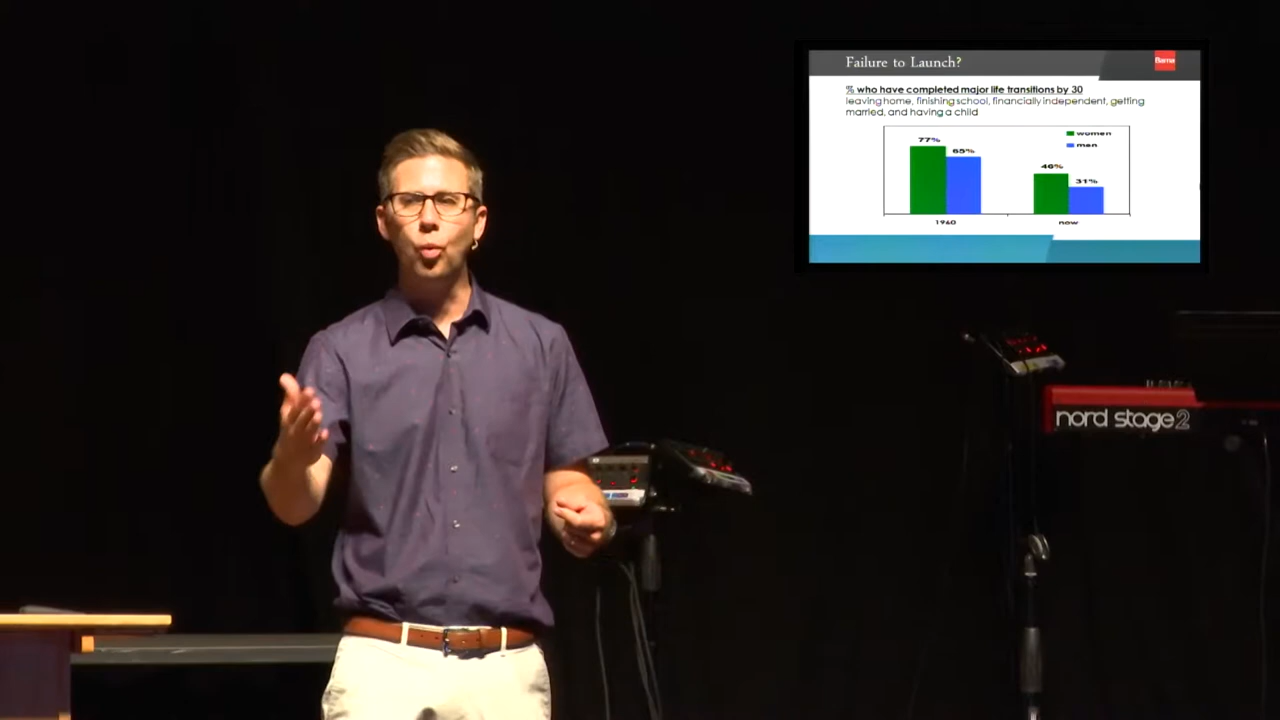 Failure to Launch?
Barna
% who have completed major life transitions by 30
leaving home, finishing school, financially independent, getting
married, and having a child
women
men
77%
65%
46%
31%
1960
now
nord stage 2